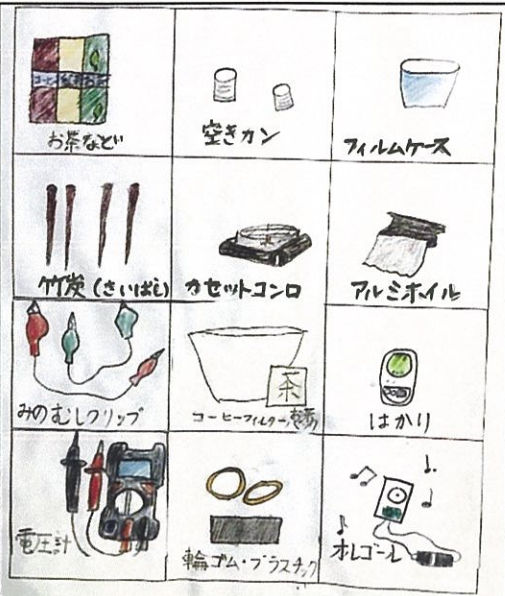 お茶など
空きカン
フィルムケース
竹炭(さいばし)
カセットコンロ
アルミホイル
みのむしクリップ
茶
コーヒーフィルター
はかり
電圧計
輪ゴム・プラスチック
オルゴール